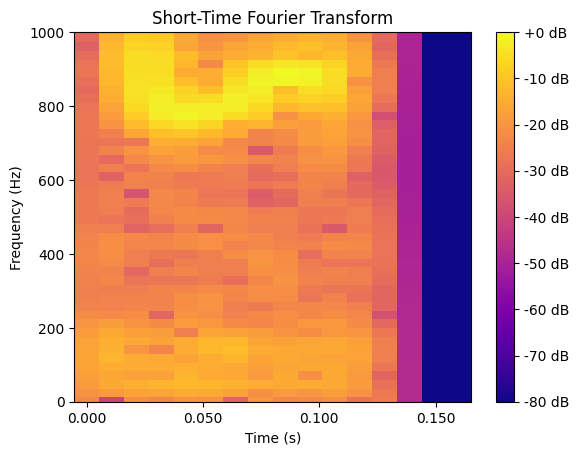 Short-Time Fourier Transform
1000
800
600
400
200
0
Frequency (Hz)
0.000
0.050
0.100
0.150
Time (s)
+0 dB
-10 dB
-20 dB
-30 dB
-40 dB
-50 dB
-60 dB
-70 dB
-80 dB